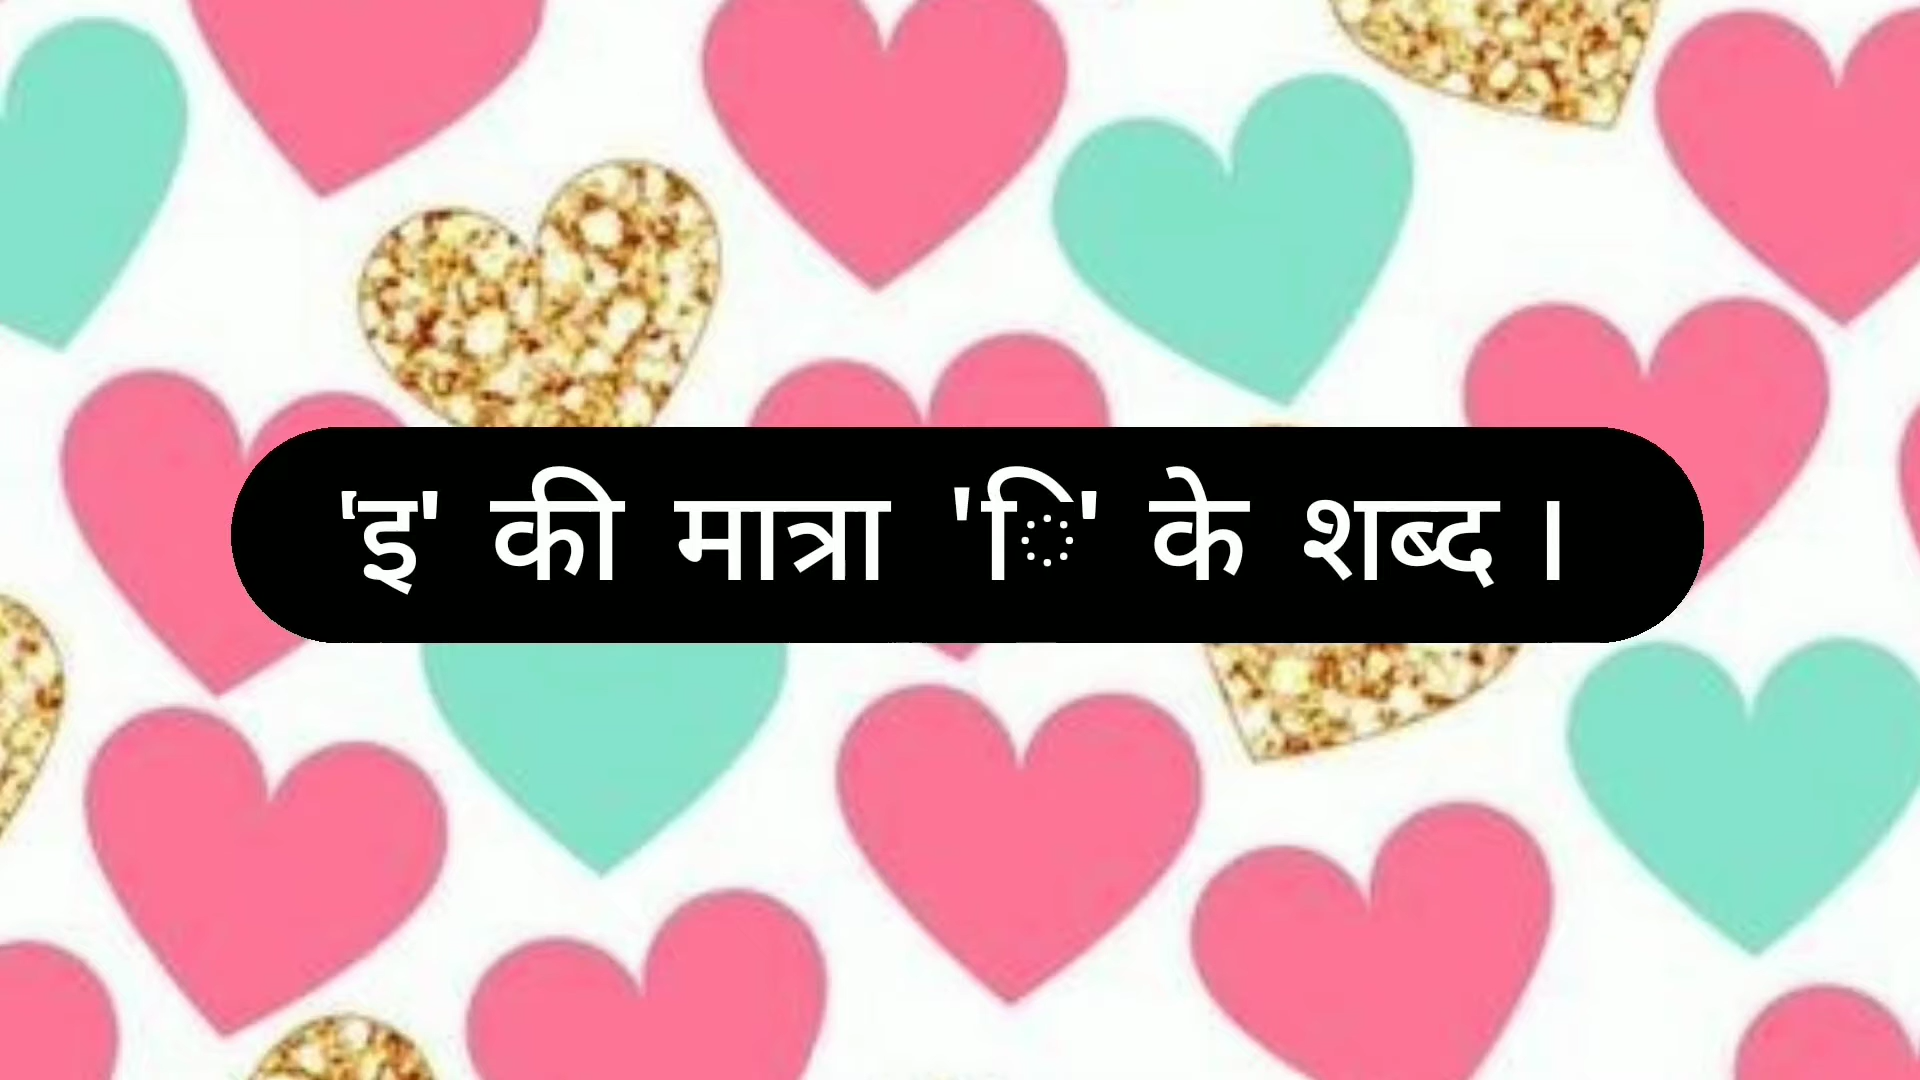 'इ' की मात्रा 'ि' के शब्द ।